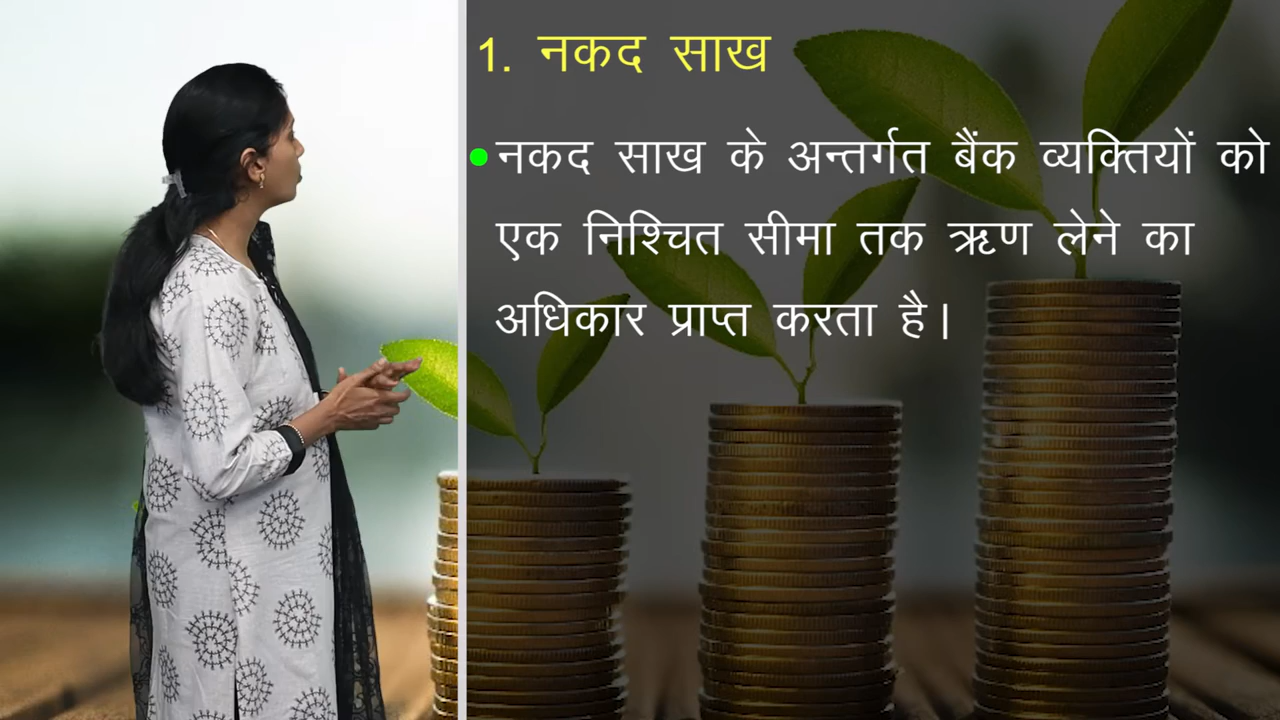 1. नकद साख
•नकद साख के अन्तर्गत बैंक व्यक्तियों को
एक निश्चित सीमा तक ऋण लेने का
अधिकार प्राप्त करता है।